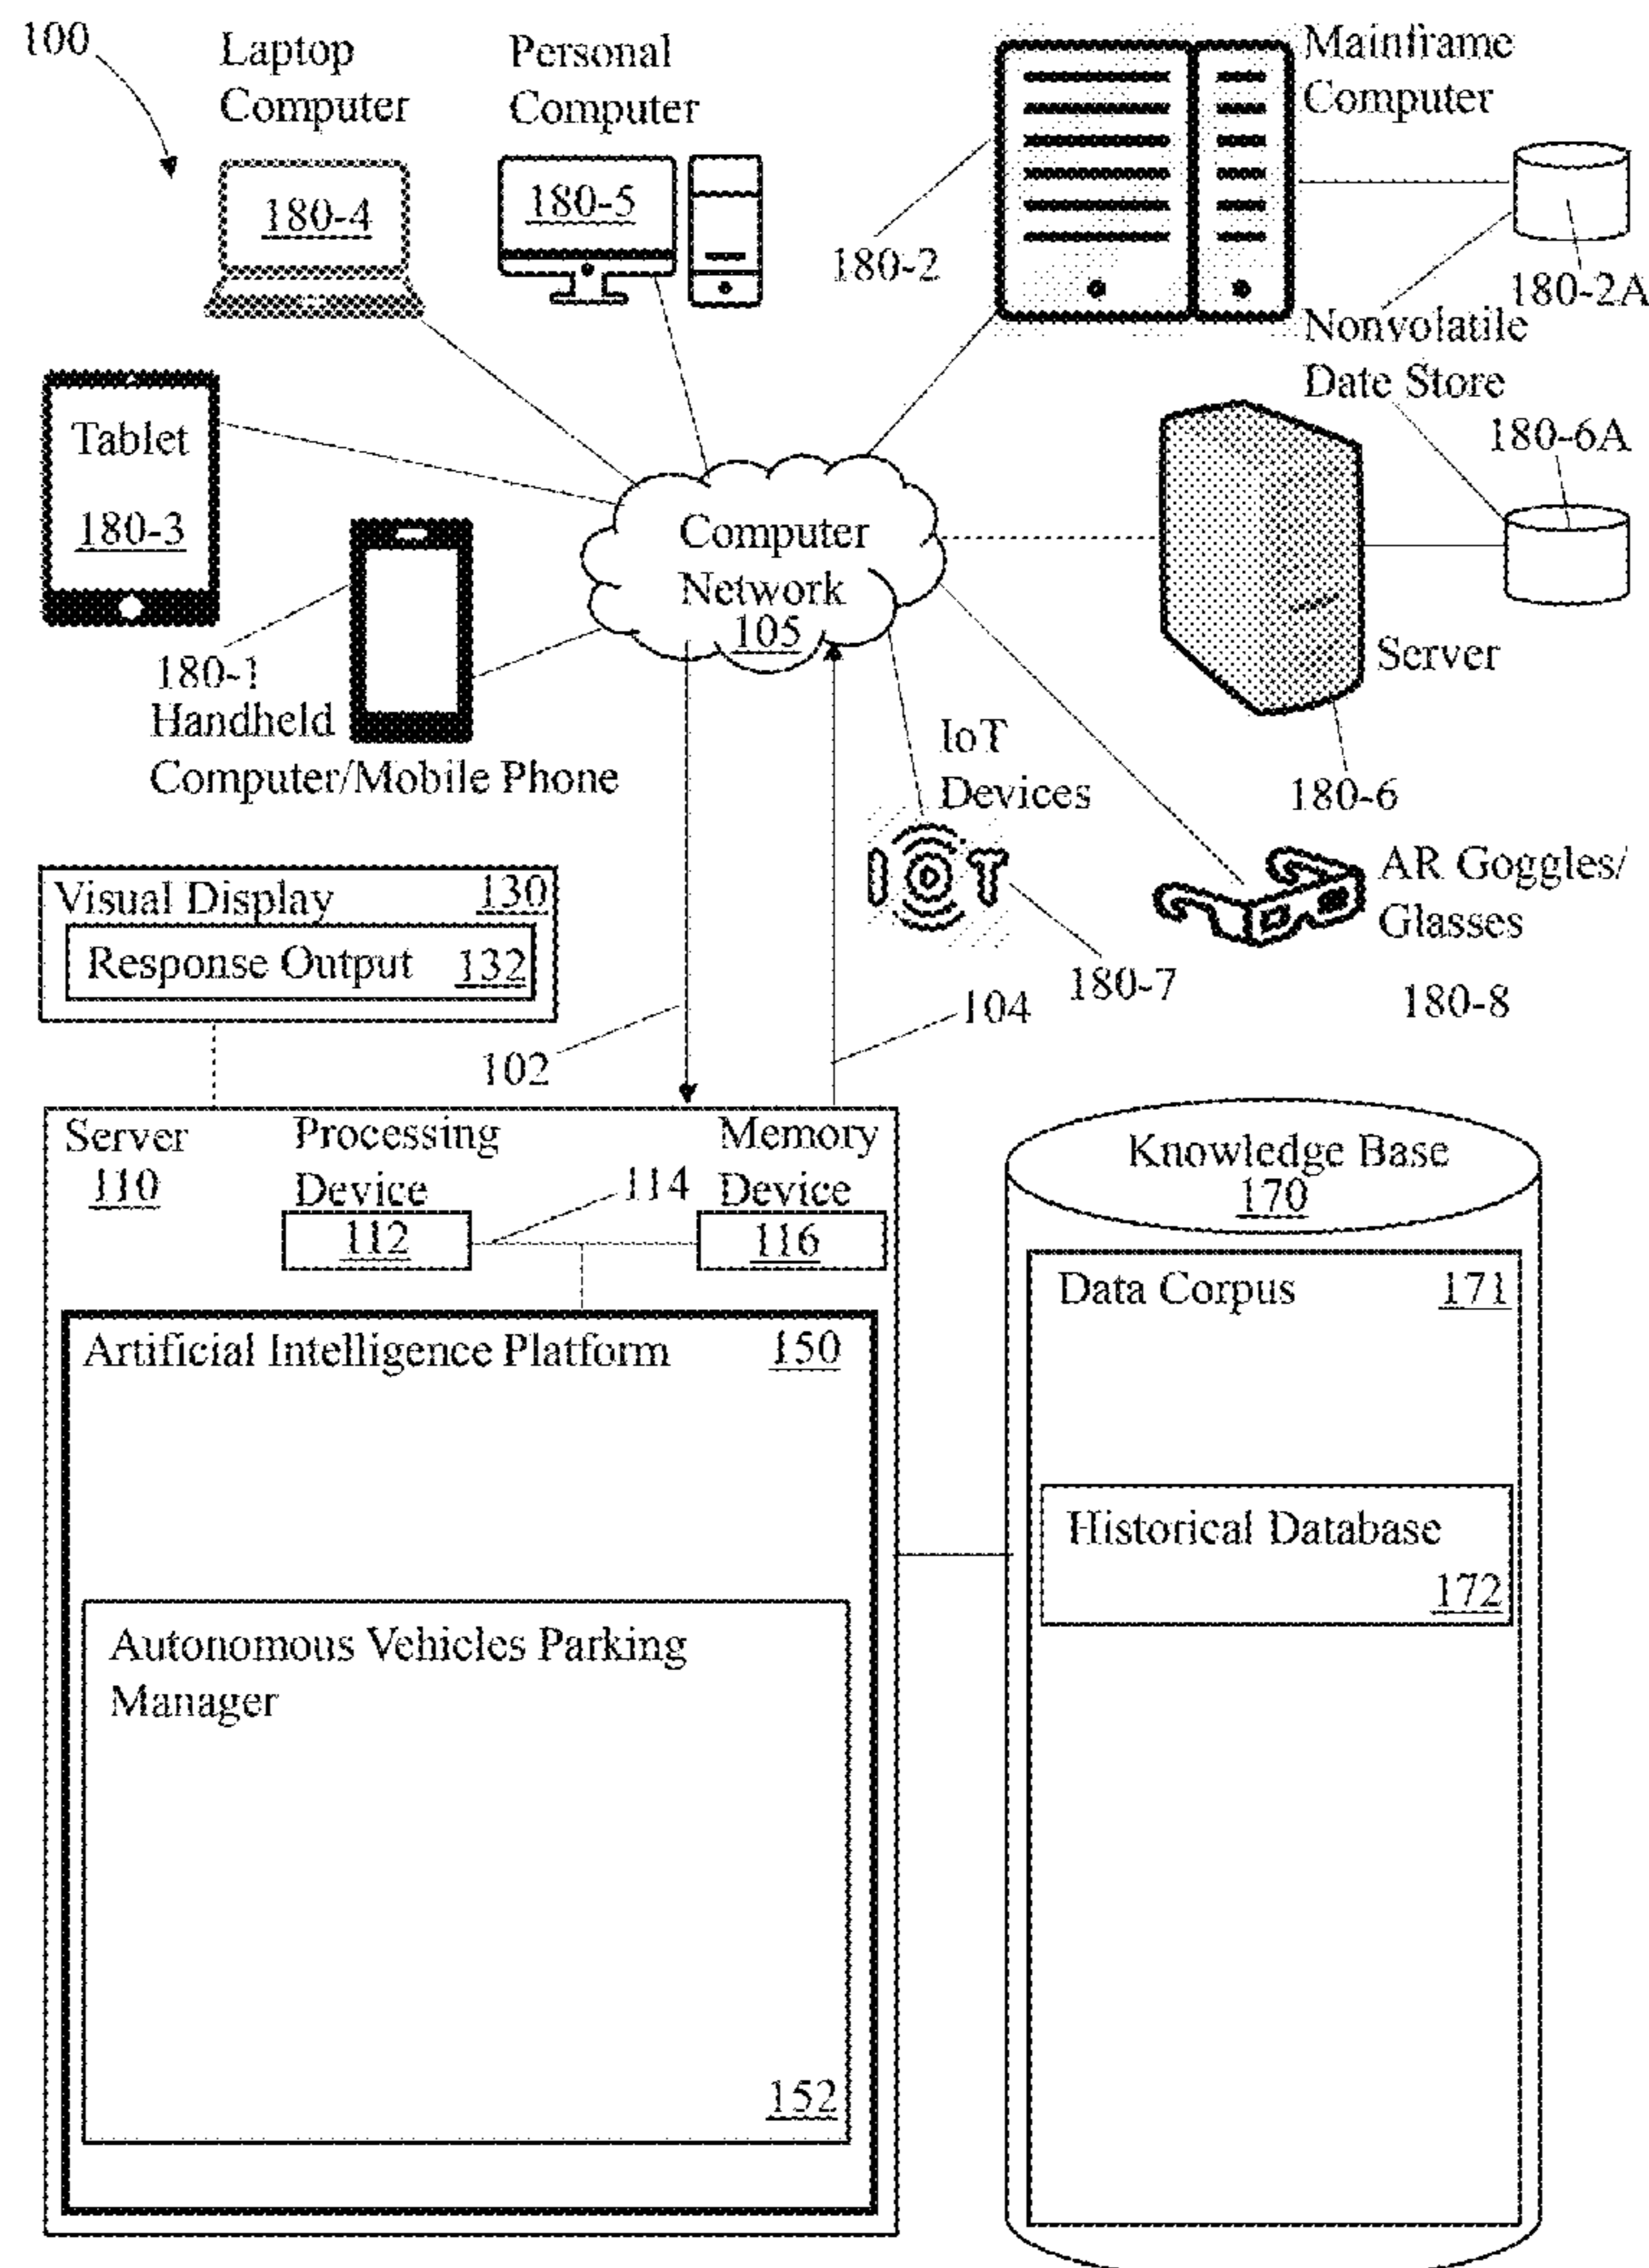 100
Laptop
Computer
180-4
Personal
Computer
180-5
Mainframe
Computer
180-2
180-2A
Nonvolatile
Date Store
180-6A
Tablet
180-3
Computer
Network
105
180-1
Handheld
Computer/Mobile Phone
Server
180-6
IoT
Devices
IOT
180-7
AR Goggles/
Glasses
180-8
Visual Display 130
Response Output 132
102
104
Server
110
Processing
Device
112
114
Memory
Device
116
Artificial Intelligence Platform 150
Autonomous Vehicles Parking
Manager
152
Knowledge Base
170
Data Corpus 171
Historical Database
172